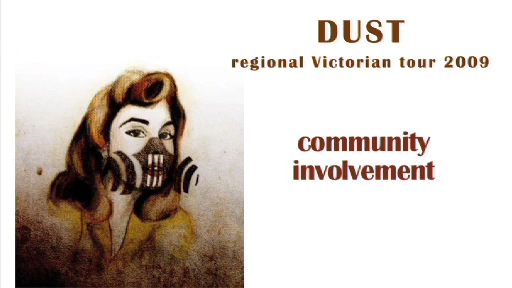 DUST
regional Victorian tour 2009
community
involvement